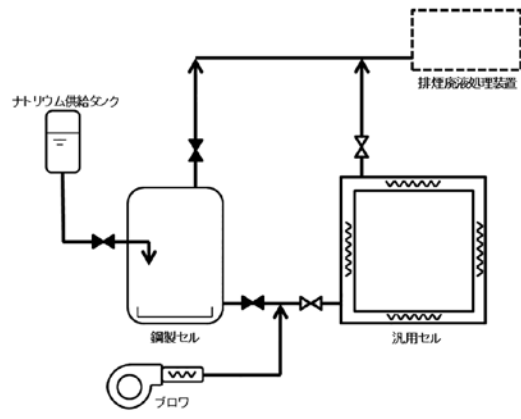 排煙廃液処理装置
ナトリウム供給タンク
鋼製セル
汎用セル
ブロワ